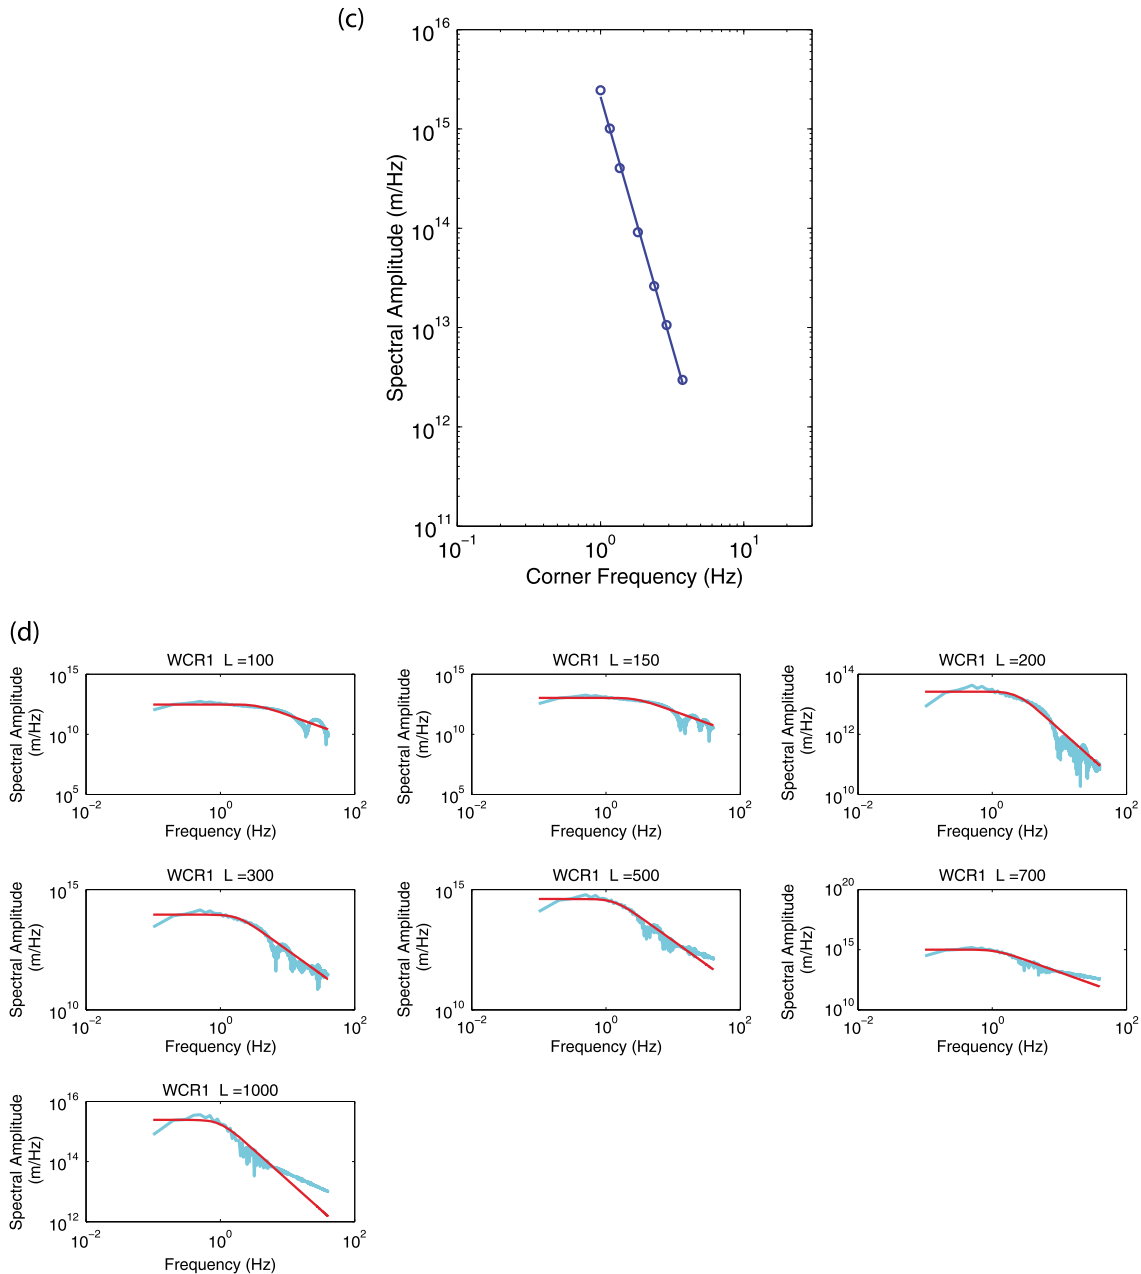 (c)
10^16
10^15
10^14
10^13
10^12
10^11
Spectral Amplitude (m/Hz)
10^−1 10^0 10^1
Corner Frequency (Hz)
(d)
WCR1 L =100
10^15
10^10
10^5
Spectral Amplitude
(m/Hz)
10^−2 10^0 10^2
Frequency (Hz)
WCR1 L =150
10^15
10^10
10^5
Spectral Amplitude
(m/Hz)
10^−2 10^0 10^2
Frequency (Hz)
WCR1 L =200
10^14
10^12
10^10
Spectral Amplitude
(m/Hz)
10^−2 10^0 10^2
Frequency (Hz)
WCR1 L =300
10^15
10^10
Spectral Amplitude
(m/Hz)
10^−2 10^0 10^2
Frequency (Hz)
WCR1 L =500
10^15
10^10
Spectral Amplitude
(m/Hz)
10^−2 10^0 10^2
Frequency (Hz)
WCR1 L =700
10^20
10^15
10^10
Spectral Amplitude
(m/Hz)
10^−2 10^0 10^2
Frequency (Hz)
WCR1 L =1000
10^16
10^14
10^12
Spectral Amplitude
(m/Hz)
10^−2 10^0 10^2
Frequency (Hz)